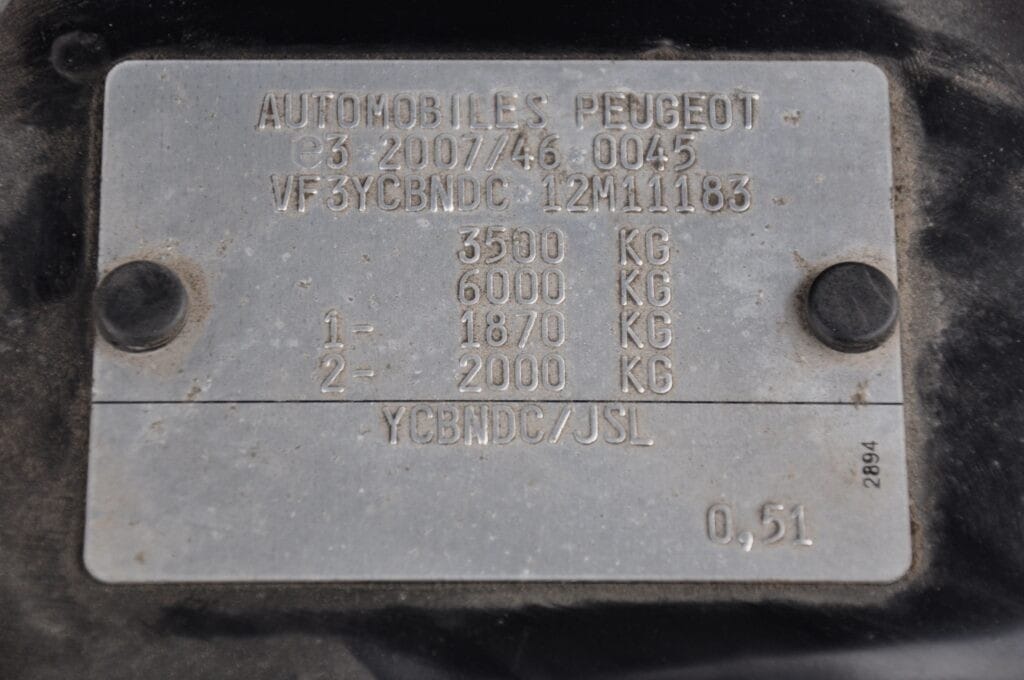 AUTOMOBILES PEUGEOT
e3 2007/46 0045
VF3YCBNDC 12M11183
3500 KG
6000 KG
1- 1870 KG
2- 2000 KG
YCBNDC/JSL
2894
0,51